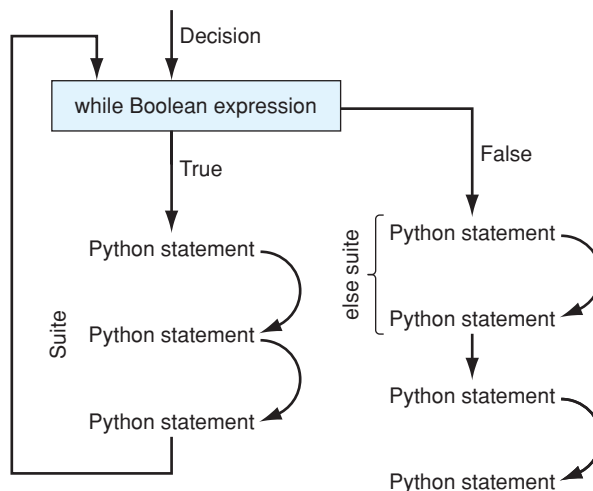 Decision
while Boolean expression
True
False
Suite
Python statement
Python statement
Python statement
else suite
Python statement
Python statement
Python statement
Python statement